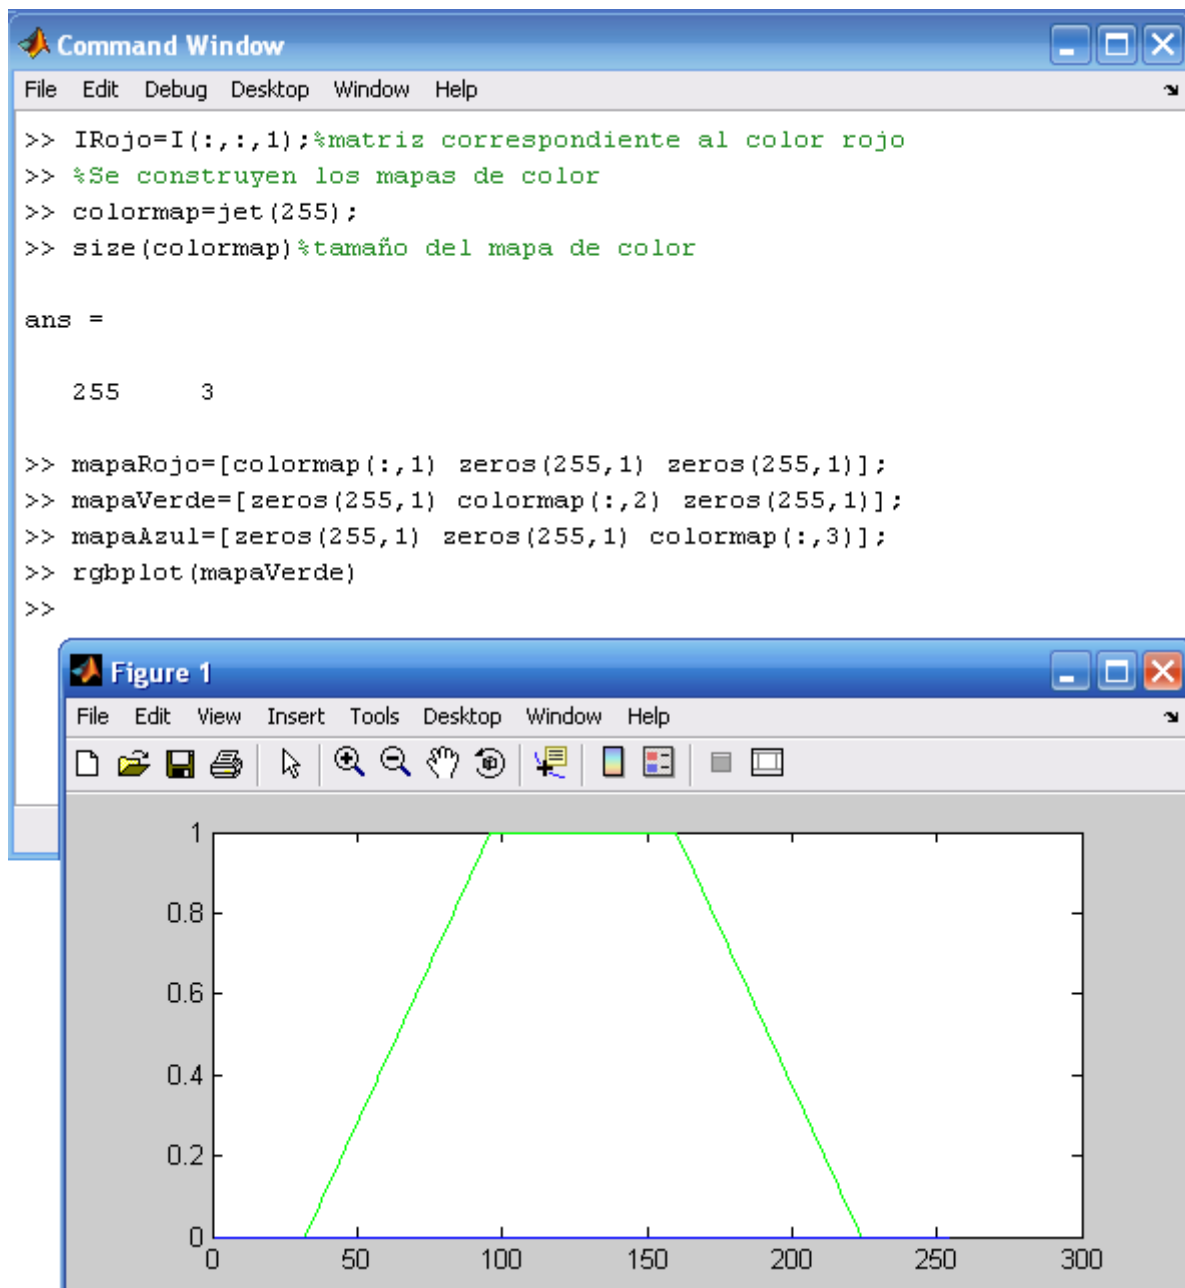 Command Window
File Edit Debug Desktop Window Help
>> IRojo=I(:,:,1);%matriz correspondiente al color rojo
>> %Se construyen los mapas de color
>> colormap=jet(255);
>> size(colormap)%tamaño del mapa de color
ans =
255 3
>> mapaRojo=[colormap(:,1) zeros(255,1) zeros(255,1)];
>> mapaVerde=[zeros(255,1) colormap(:,2) zeros(255,1)];
>> mapaAzul=[zeros(255,1) zeros(255,1) colormap(:,3)];
>> rgbplot(mapaVerde)
>>
Figure 1
File Edit View Insert Tools Desktop Window Help
1
0.8
0.6
0.4
0.2
0
0 50 100 150 200 250 300